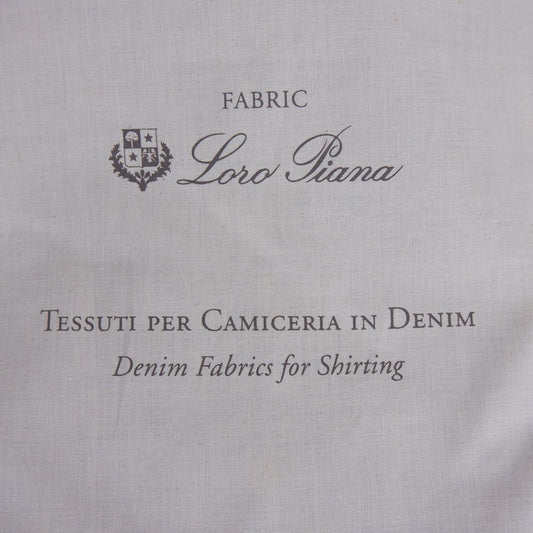 FABRIC
Loro Piana
TESSUTI PER CAMICERIA IN DENIM
Denim Fabrics for Shirting